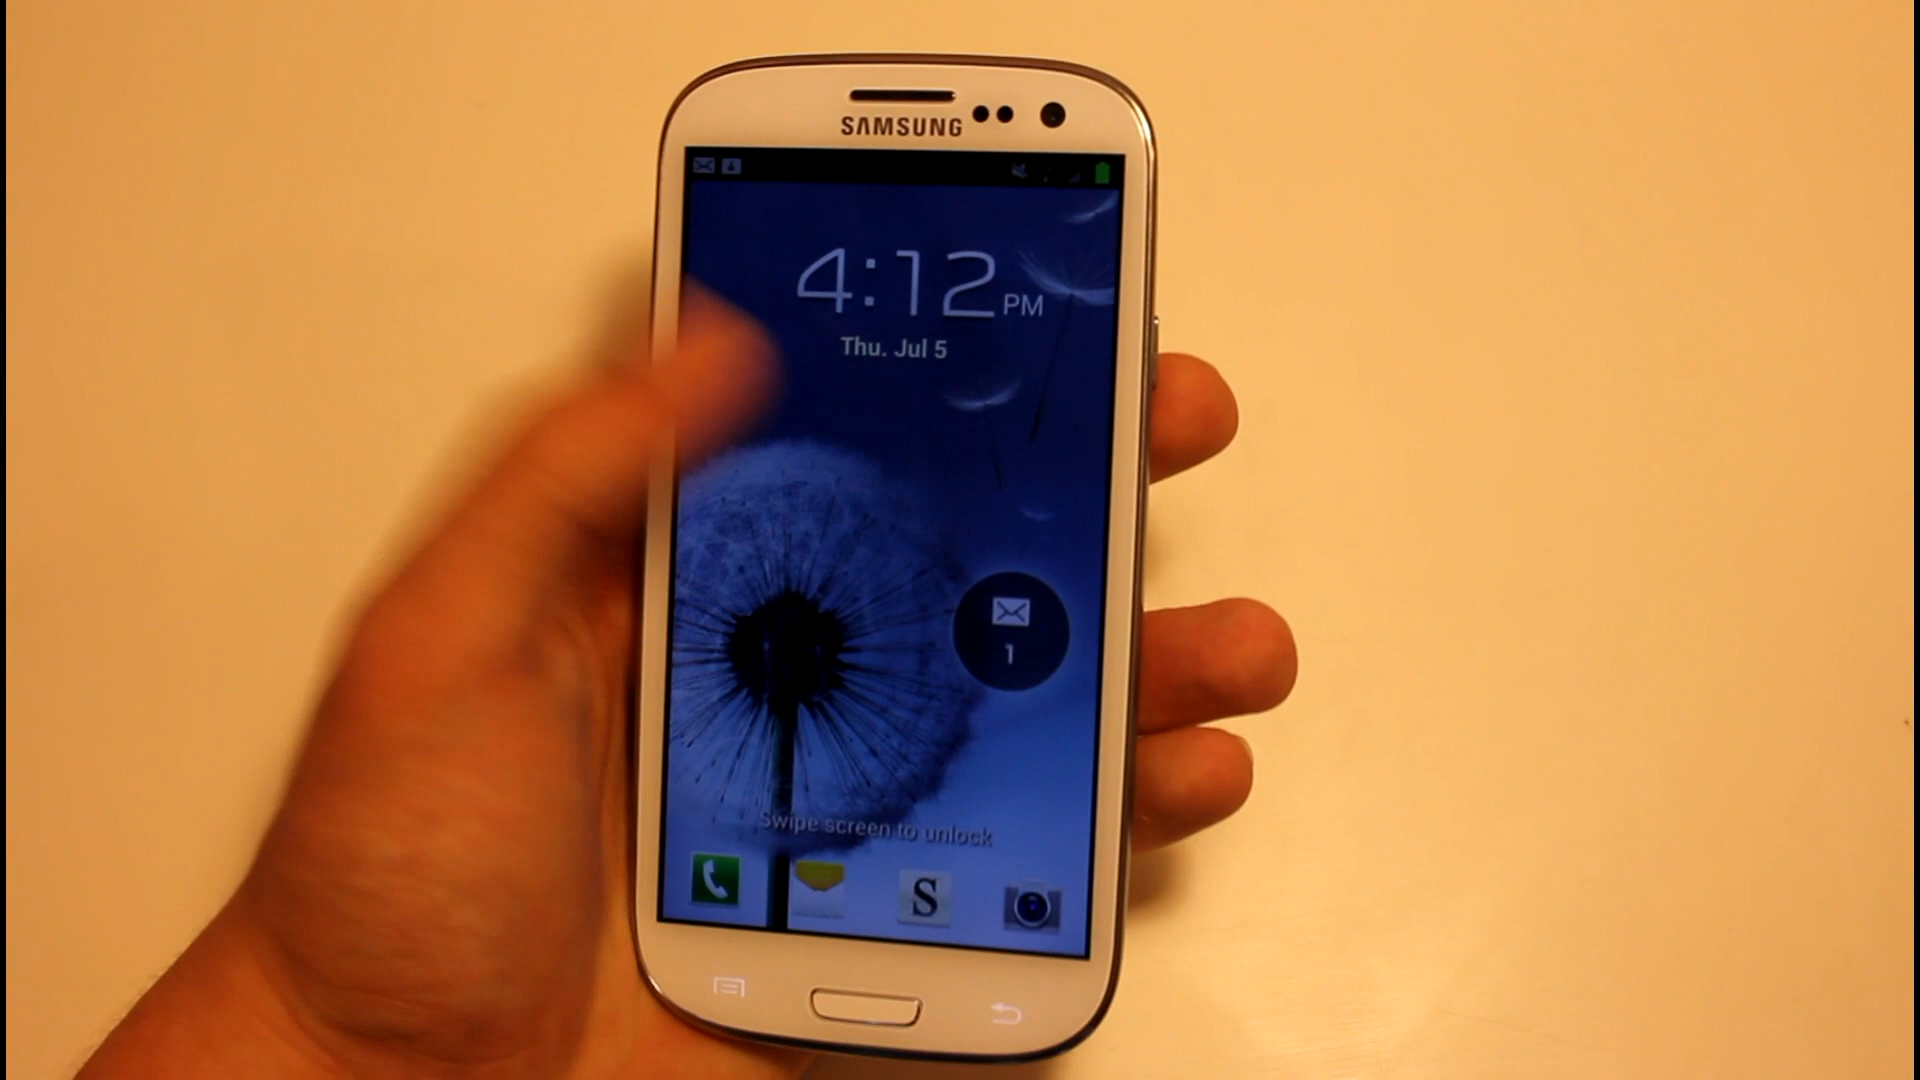 SAMSUNG
4:12 PM
Thu. Jul 5
1
Swipe screen to unlock
S